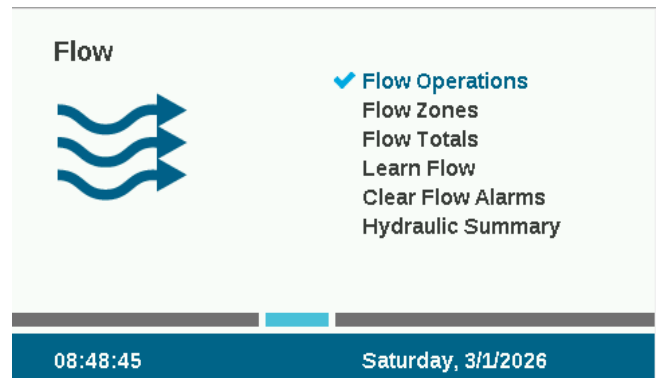 Flow
Flow Operations
Flow Zones
Flow Totals
Learn Flow
Clear Flow Alarms
Hydraulic Summary
08:48:45
Saturday, 3/1/2026